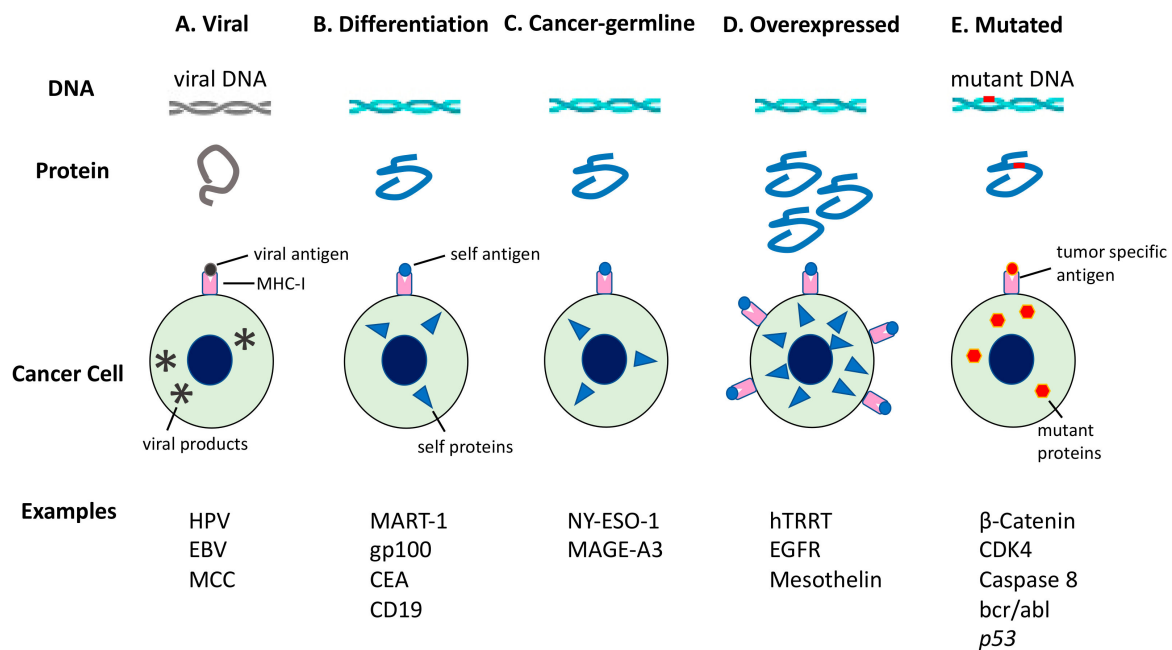 A. Viral
B. Differentiation
C. Cancer-germline
D. Overexpressed
E. Mutated
DNA
viral DNA
mutant DNA
Protein
viral antigen
MHC-I
self antigen
tumor specific
antigen
Cancer Cell
viral products
self proteins
mutant
proteins
Examples
HPV
EBV
MCC
MART-1
gp100
CEA
CD19
NY-ESO-1
MAGE-A3
hTRRT
EGFR
Mesothelin
β-Catenin
CDK4
Caspase 8
bcr/abl
p53